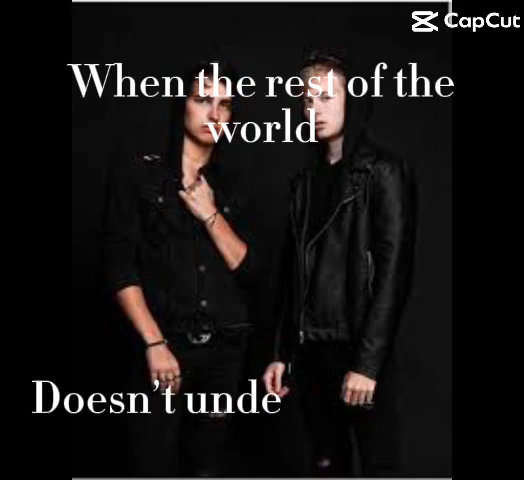 CapCut
When the rest of the
world
Doesn't unde